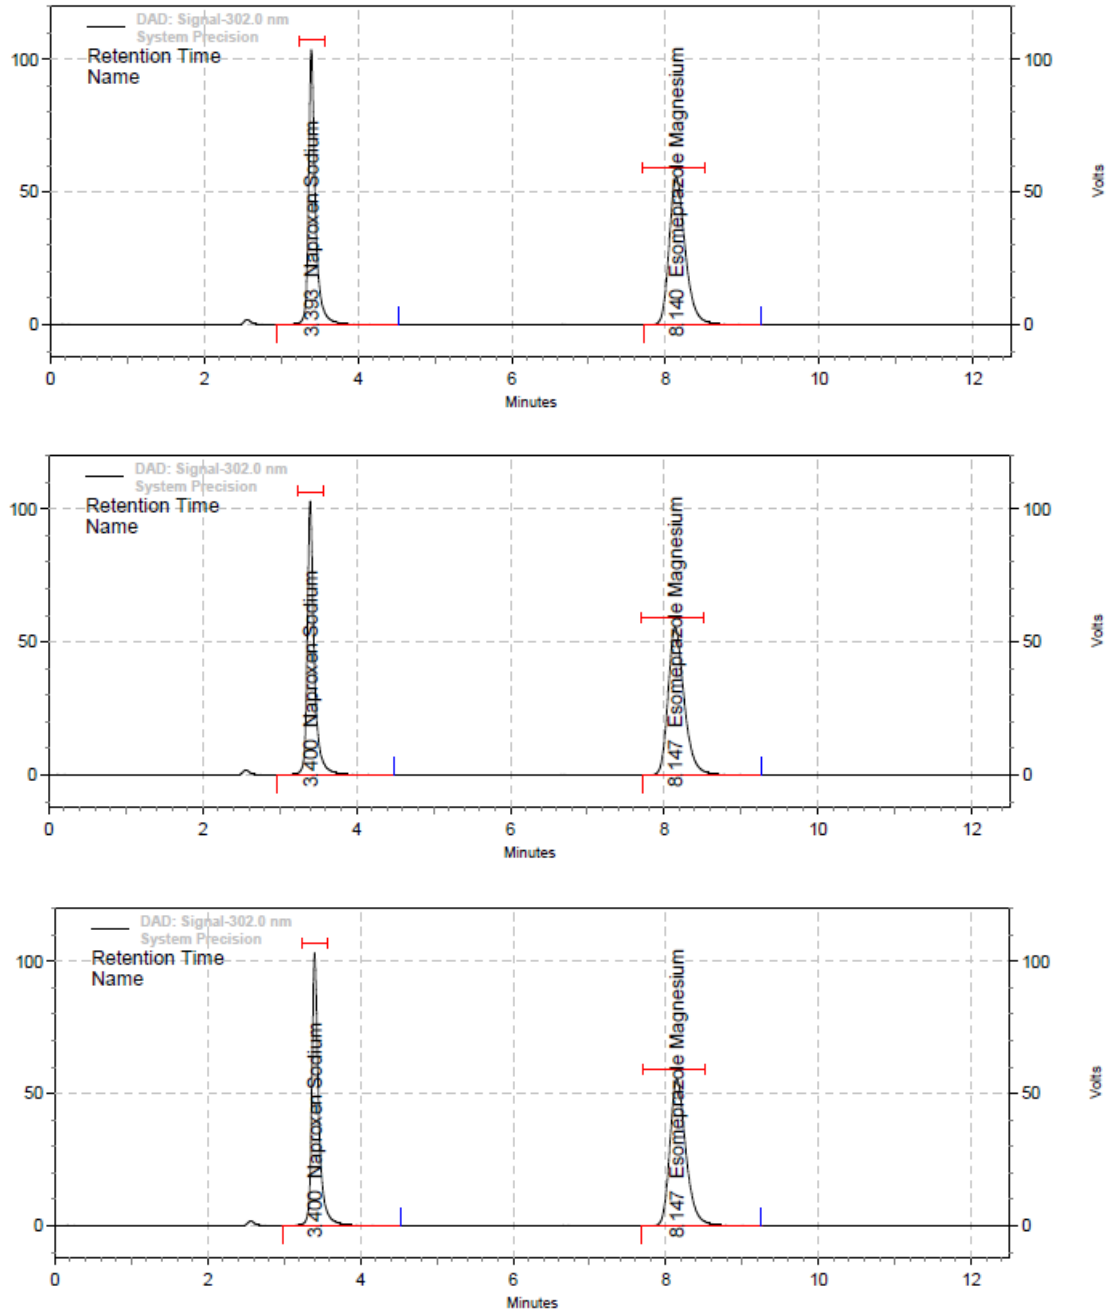 DAD: Signal-302.0 nm
System Precision
Retention Time
Name
100
50
0
3.393 Naproxen Sodium
8.140 Esomeprazole Magnesium
100
50
0
Volts
0 2 4 6 8 10 12
Minutes
DAD: Signal-302.0 nm
System Precision
Retention Time
Name
100
50
0
3.400 Naproxen Sodium
8.147 Esomeprazole Magnesium
100
50
0
Volts
0 2 4 6 8 10 12
Minutes
DAD: Signal-302.0 nm
System Precision
Retention Time
Name
100
50
0
3.400 Naproxen Sodium
8.147 Esomeprazole Magnesium
100
50
0
Volts
0 2 4 6 8 10 12
Minutes